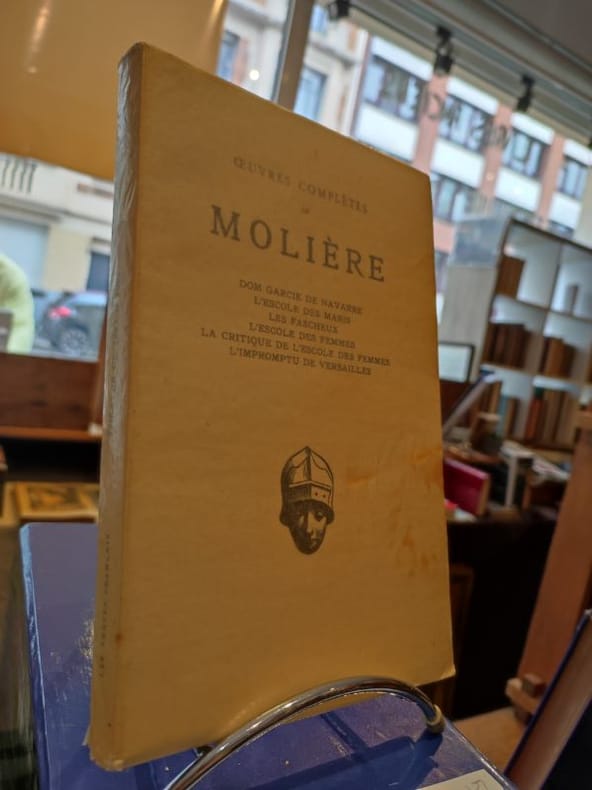 ŒUVRES COMPLÈTES
DE
MOLIÈRE
DOM GARCIE DE NAVARRE
L'ESCOLE DES MARIS
LES FASCHEUX
L'ESCOLE DES FEMMES
LA CRITIQUE DE L'ESCOLE DES FEMMES
L'IMPROMPTU DE VERSAILLES